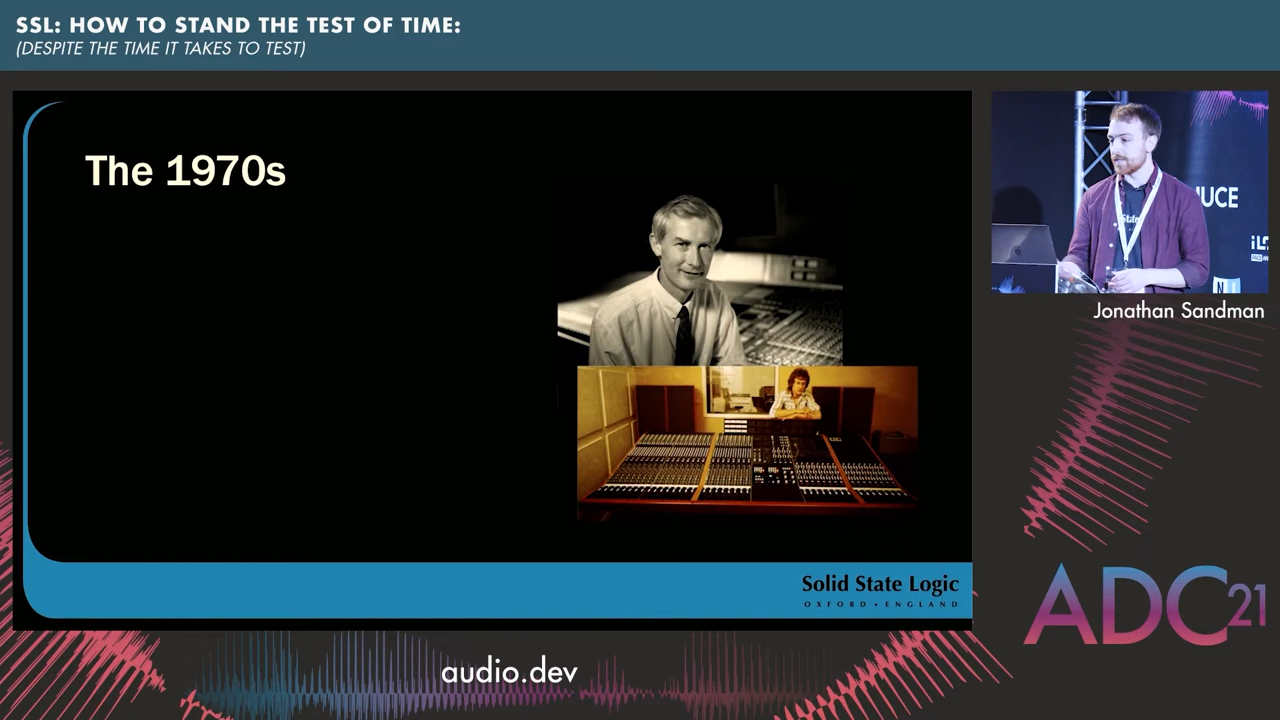 SSL: HOW TO STAND THE TEST OF TIME:
(DESPITE THE TIME IT TAKES TO TEST)
The 1970s
Solid State Logic
OXFORD • ENGLAND
Jonathan Sandman
ADC21
audio.dev